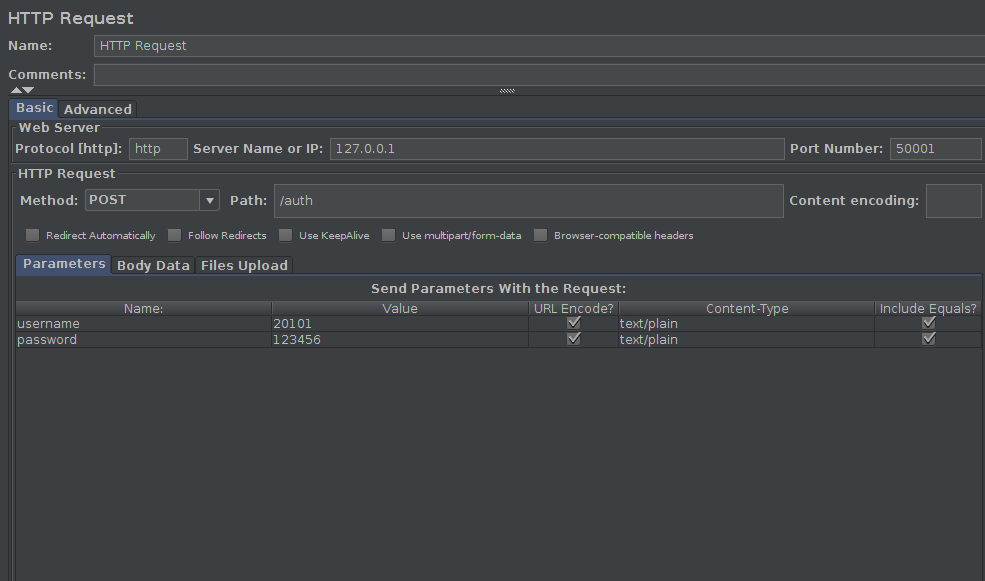 HTTP Request
Name: HTTP Request
Comments:
Basic Advanced
Web Server
Protocol [http]: http Server Name or IP: 127.0.0.1 Port Number: 50001
HTTP Request
Method: POST Path: /auth Content encoding:
Redirect Automatically Follow Redirects Use KeepAlive Use multipart/form-data Browser-compatible headers
Parameters Body Data Files Upload
Send Parameters With the Request:
Name: Value URL Encode? Content-Type Include Equals?
username 20101 text/plain
password 123456 text/plain